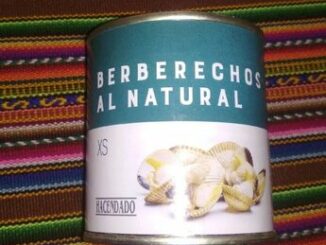 BERBERECHOS
AL NATURAL
XS
HACENDADO